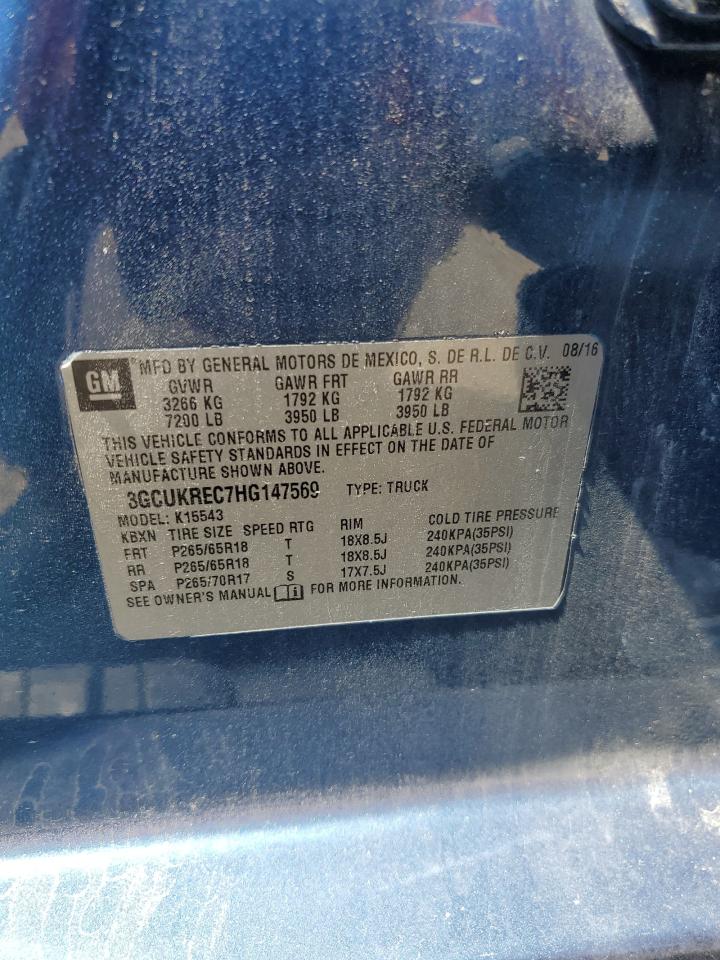 GM MFD BY GENERAL MOTORS DE MEXICO, S. DE R.L. DE C.V. 08/16
GVWR GAWR FRT GAWR RR
3266 KG 1792 KG 1792 KG
7200 LB 3950 LB 3950 LB
THIS VEHICLE CONFORMS TO ALL APPLICABLE U.S. FEDERAL MOTOR
VEHICLE SAFETY STANDARDS IN EFFECT ON THE DATE OF
MANUFACTURE SHOWN ABOVE.
3GCUKREC7HG147569 TYPE: TRUCK
MODEL: K15543
KBXN TIRE SIZE SPEED RTG RIM COLD TIRE PRESSURE
FRT P265/65R18 T 18X8.5J 240KPA(35PSI)
RR P265/65R18 T 18X8.5J 240KPA(35PSI)
SPA P265/70R17 S 17X7.5J 240KPA(35PSI)
SEE OWNER'S MANUAL FOR MORE INFORMATION.